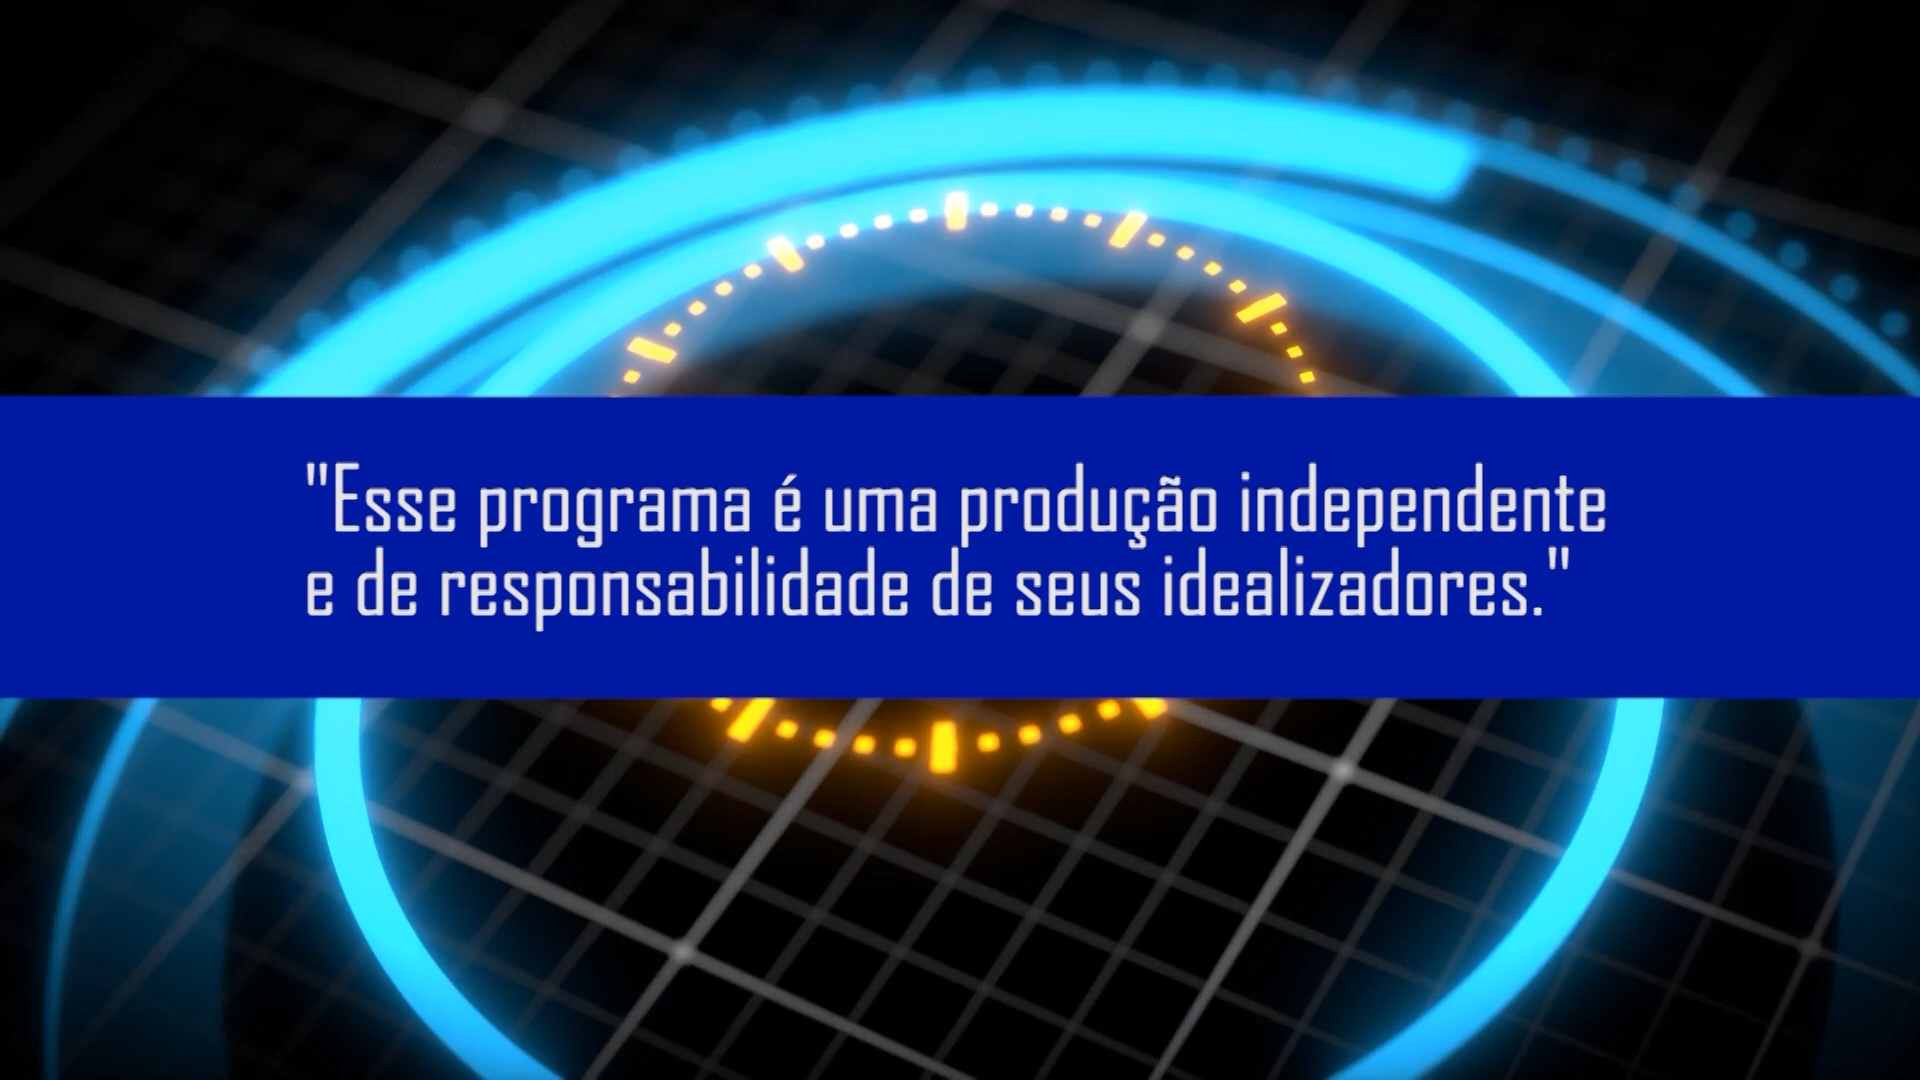 "Esse programa é uma produção independente
e de responsabilidade de seus idealizadores."